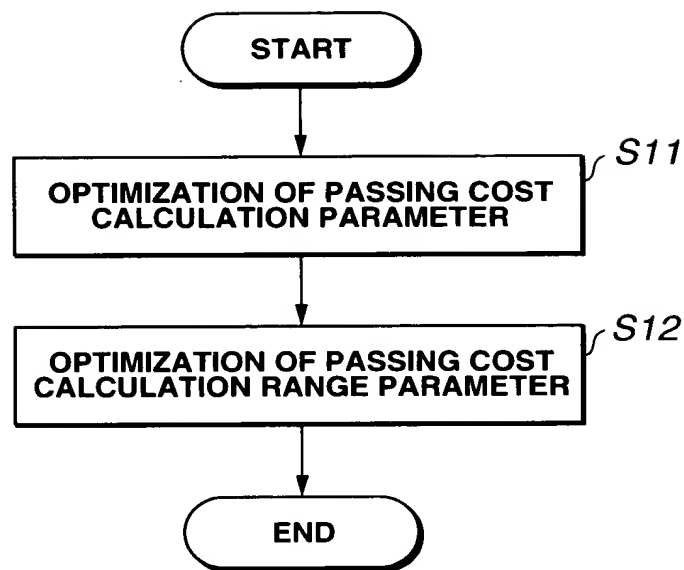 START
S11
OPTIMIZATION OF PASSING COST
CALCULATION PARAMETER
S12
OPTIMIZATION OF PASSING COST
CALCULATION RANGE PARAMETER
END